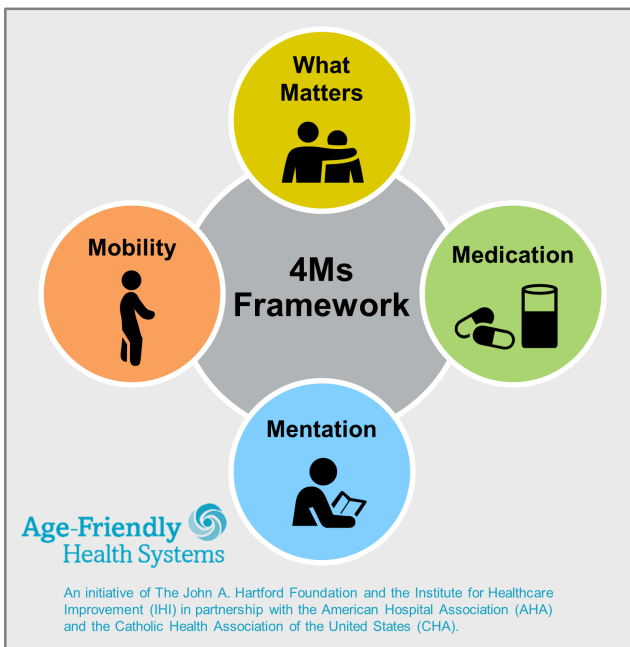 What
Matters
Mobility
4Ms
Framework
Medication
Mentation
Age-Friendly
Health Systems
An initiative of The John A. Hartford Foundation and the Institute for Healthcare
Improvement (IHI) in partnership with the American Hospital Association (AHA)
and the Catholic Health Association of the United States (CHA).